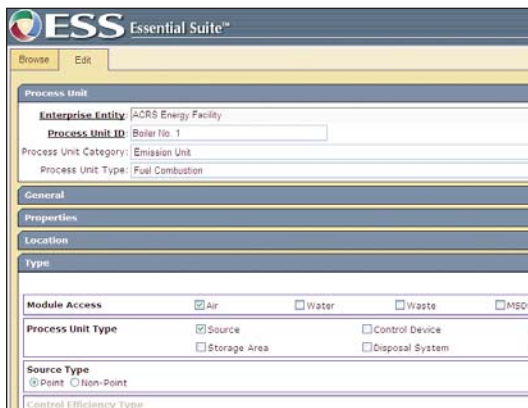 ESS Essential Suite™
Browse Edit
Process Unit
Enterprise Entity: ACRS Energy Facility
Process Unit ID: Boiler No. 1
Process Unit Category: Emission Unit
Process Unit Type: Fuel Combustion
General
Properties
Location
Type
Module Access Air Water Waste MSD
Process Unit Type Source Control Device
Storage Area Disposal System
Source Type
Point Non-Point
Control Efficiency Type